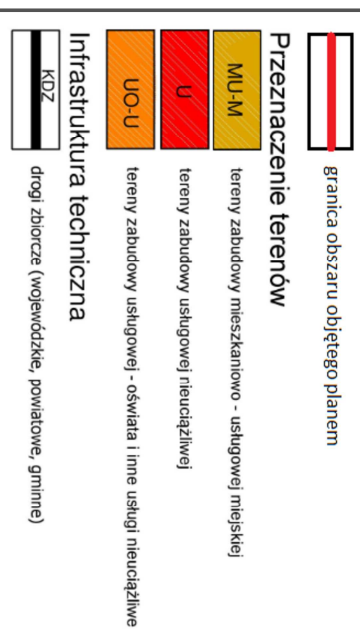 granica obszaru objętego planem
Przeznaczenie terenów
MU-M tereny zabudowy mieszkaniowo - usługowej miejskiej
U tereny zabudowy usługowej nieuciążliwej
UO-U tereny zabudowy usługowej - oświata i inne usługi nieuciążliwe
Infrastruktura techniczna
KDZ drogi zbiorcze (wojewódzkie, powiatowe, gminne)